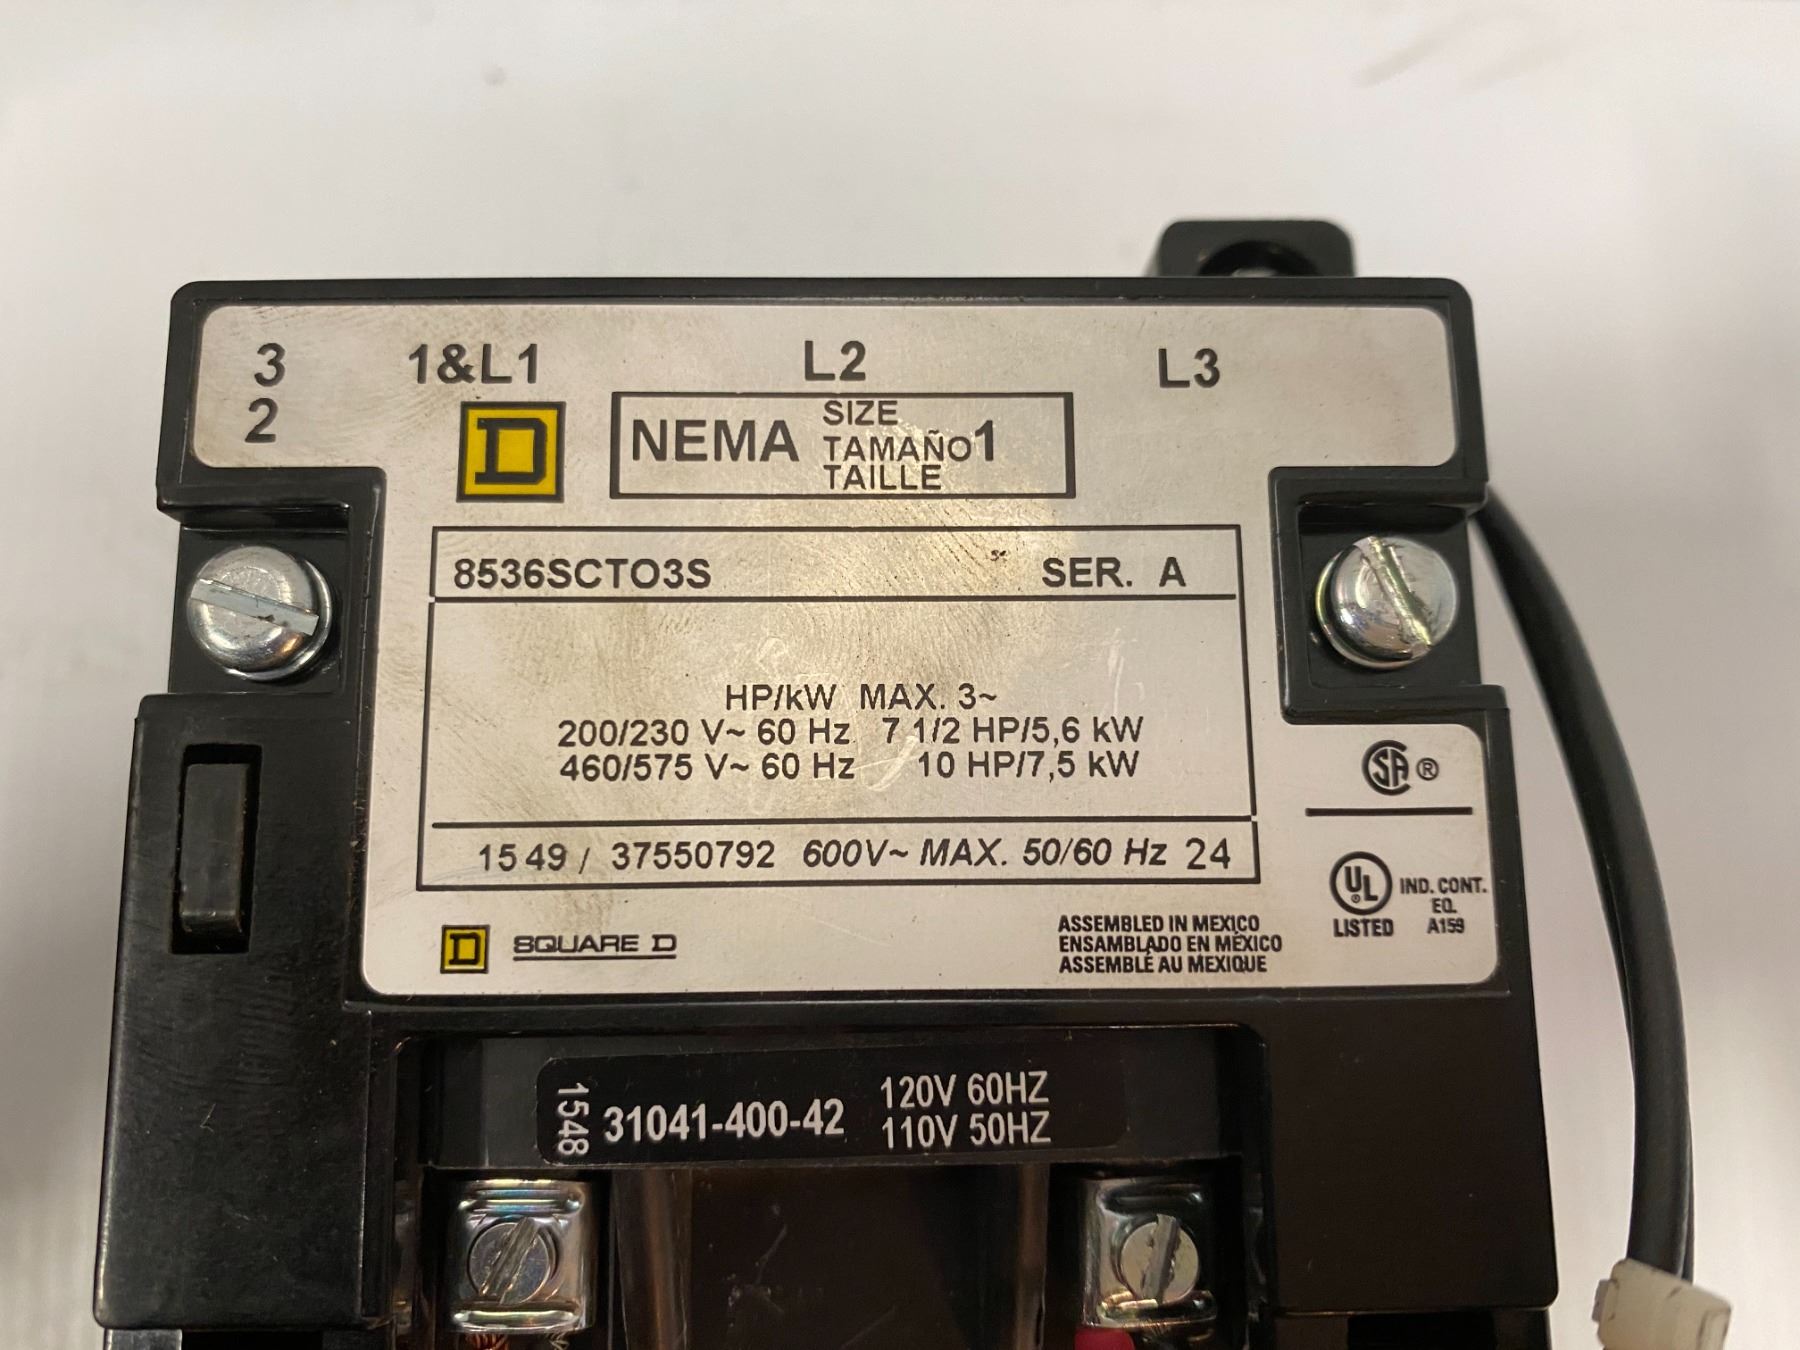 3 1&L1 L2 L3
2
D
NEMA SIZE TAMAÑO TAILLE 1
8536SCTO3S SER. A
HP/kW MAX. 3~
200/230 V~ 60 Hz 7 1/2 HP/5,6 kW
460/575 V~ 60 Hz 10 HP/7,5 kW
1549 / 37550792 600V~ MAX. 50/60 Hz 24
SA ®
UL ® LISTED
IND. CONT.
EQ.
A159
D SQUARE D
ASSEMBLED IN MEXICO
ENSAMBLADO EN MÉXICO
ASSEMBLÉ AU MEXIQUE
1548 31041-400-42
120V 60HZ
110V 50HZ